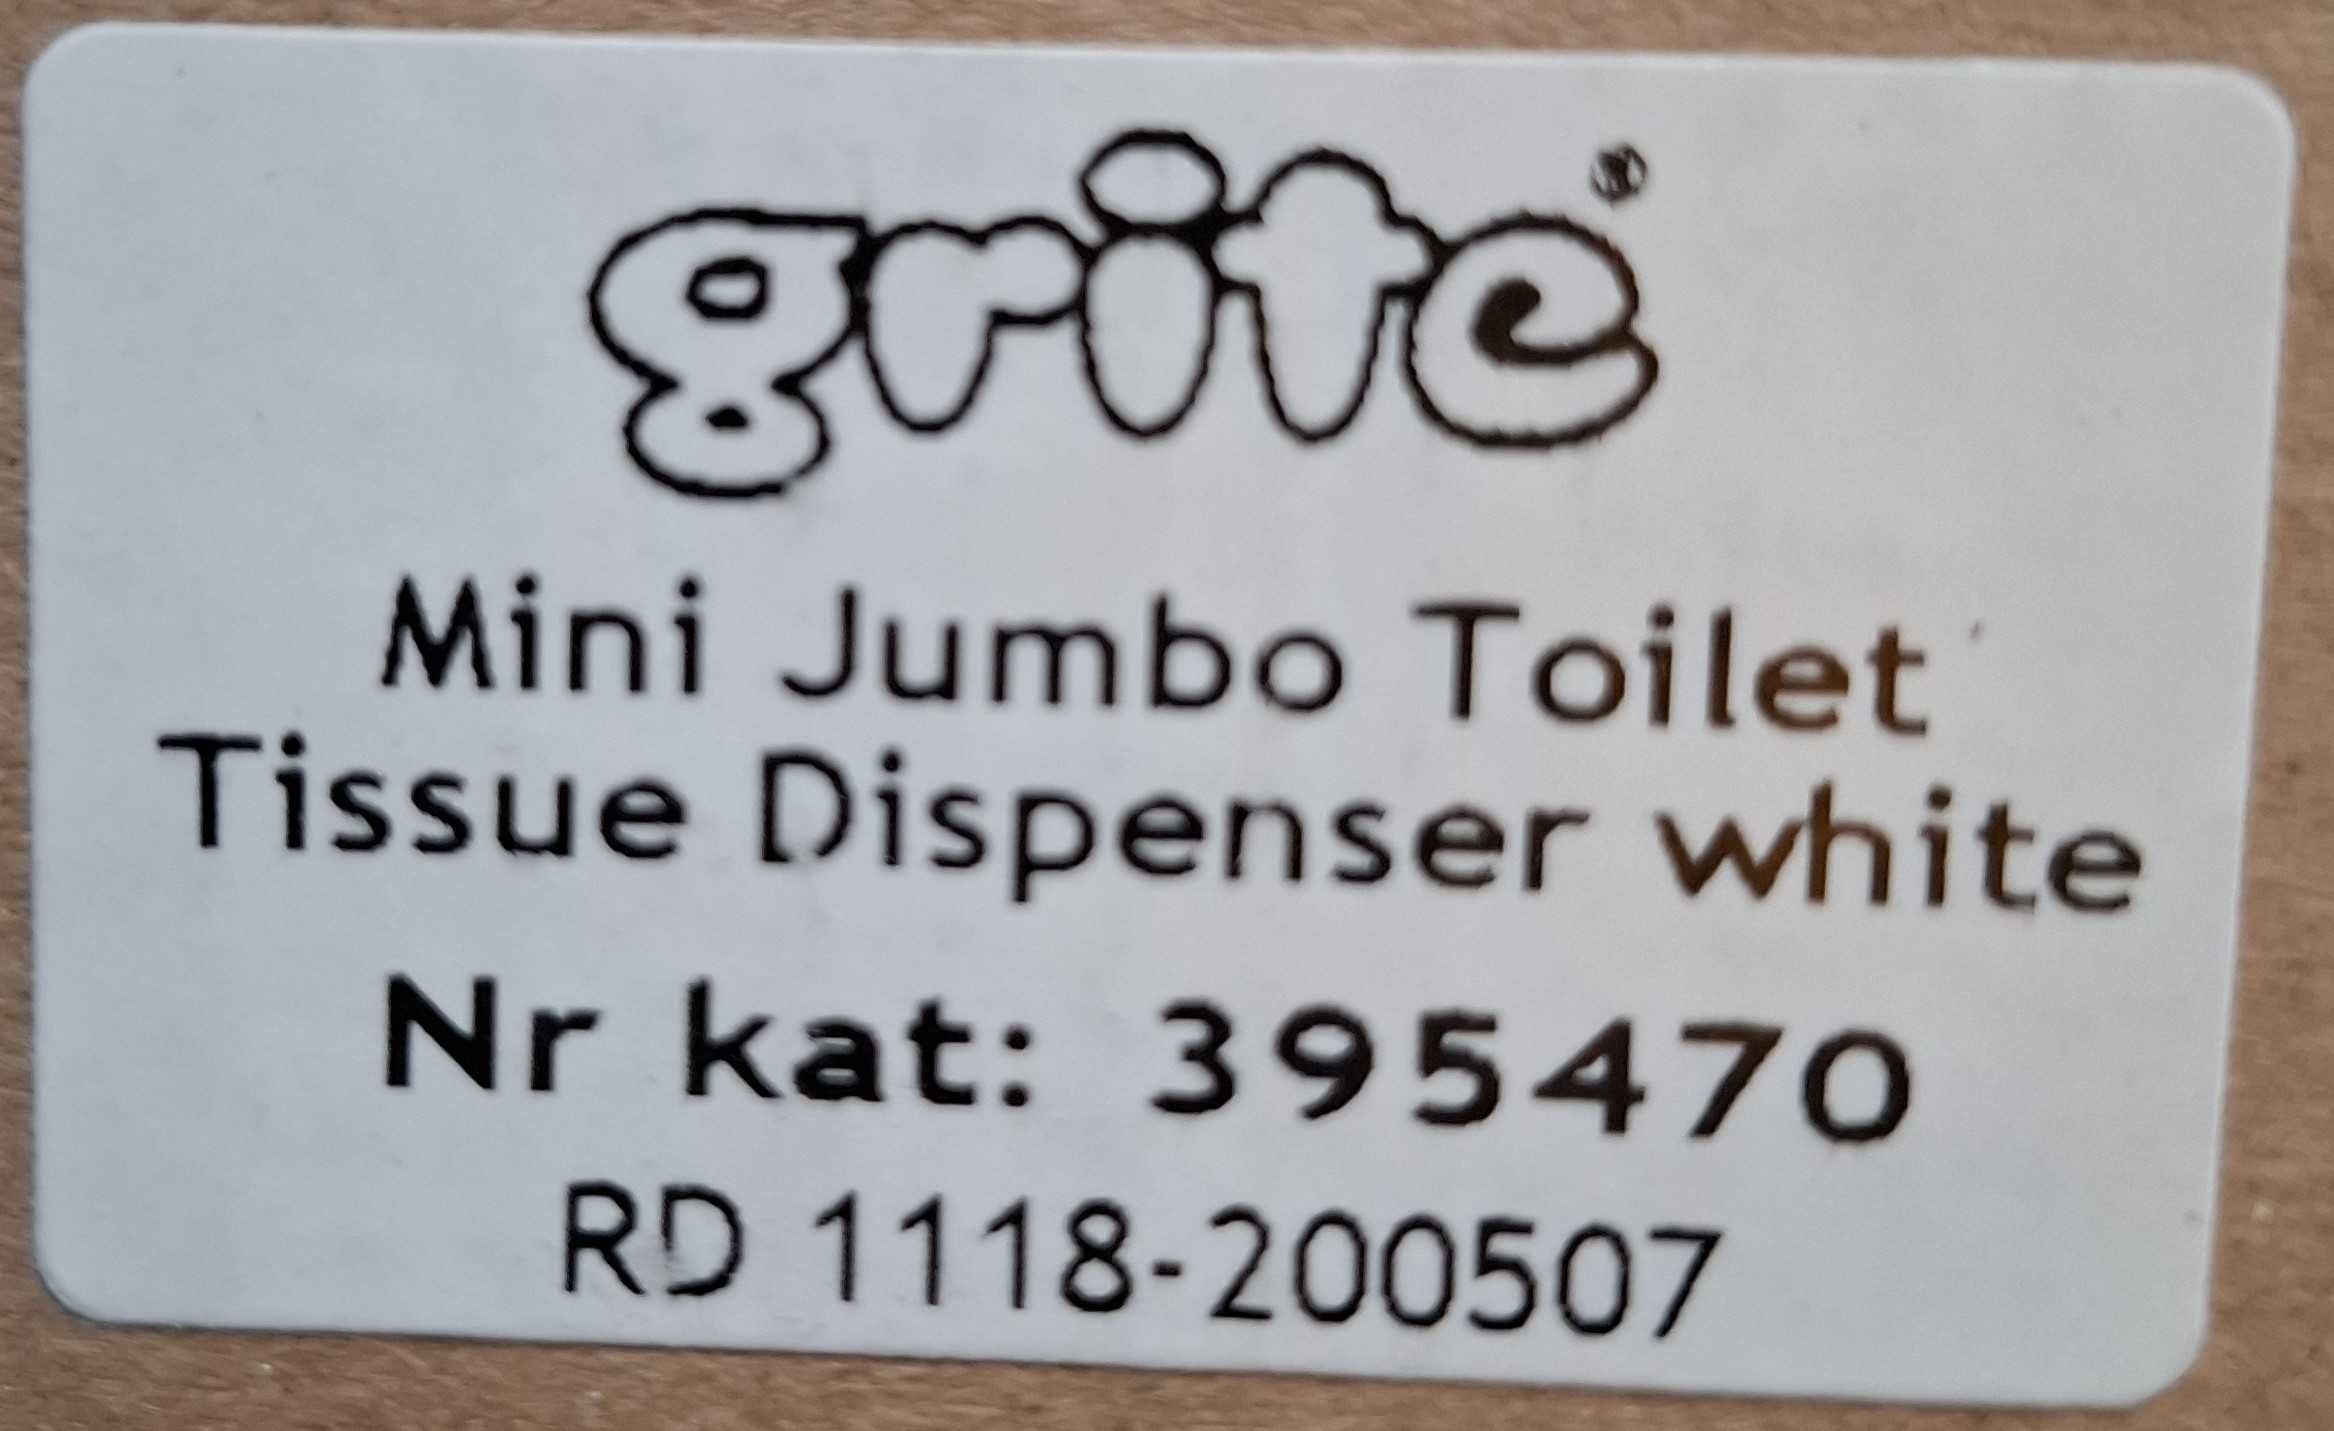 grite®
Mini Jumbo Toilet
Tissue Dispenser white
Nr kat: 395470
RD 1118-200507